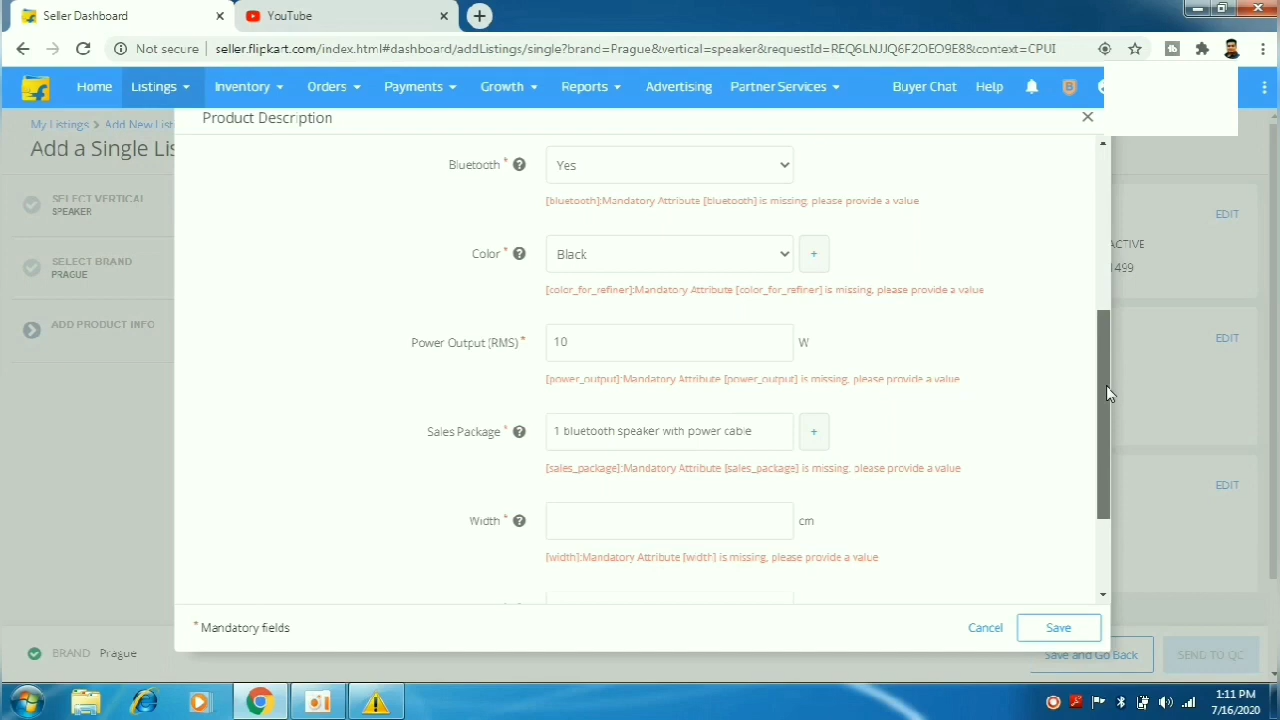 Seller Dashboard
YouTube
Not secure seller.flipkart.com/index.html#dashboard/addListings/single?brand=Prague&vertical=speaker&requestId=REQ6LNJJQ6F2OEO9E88&context=CPUI
Home Listings Inventory Orders Payments Growth Reports Advertising Partner Services Buyer Chat Help
My Listings > Add New List
Add a Single Lis
Product Description
SELECT VERTICAL
SPEAKER
SELECT BRAND
PRAGUE
ADD PRODUCT INFO
Bluetooth * Yes
[bluetooth]:Mandatory Attribute [bluetooth] is missing, please provide a value
Color * Black +
[color_for_refiner]:Mandatory Attribute [color_for_refiner] is missing, please provide a value
Power Output (RMS) * 10 W
[power_output]:Mandatory Attribute [power_output] is missing, please provide a value
Sales Package * 1 bluetooth speaker with power cable +
[sales_package]:Mandatory Attribute [sales_package] is missing, please provide a value
Width * cm
[width]:Mandatory Attribute [width] is missing, please provide a value
EDIT
ACTIVE
1499
EDIT
EDIT
* Mandatory fields
Cancel Save
BRAND Prague
Save and Go Back SEND TO QC
1:11 PM
7/16/2020